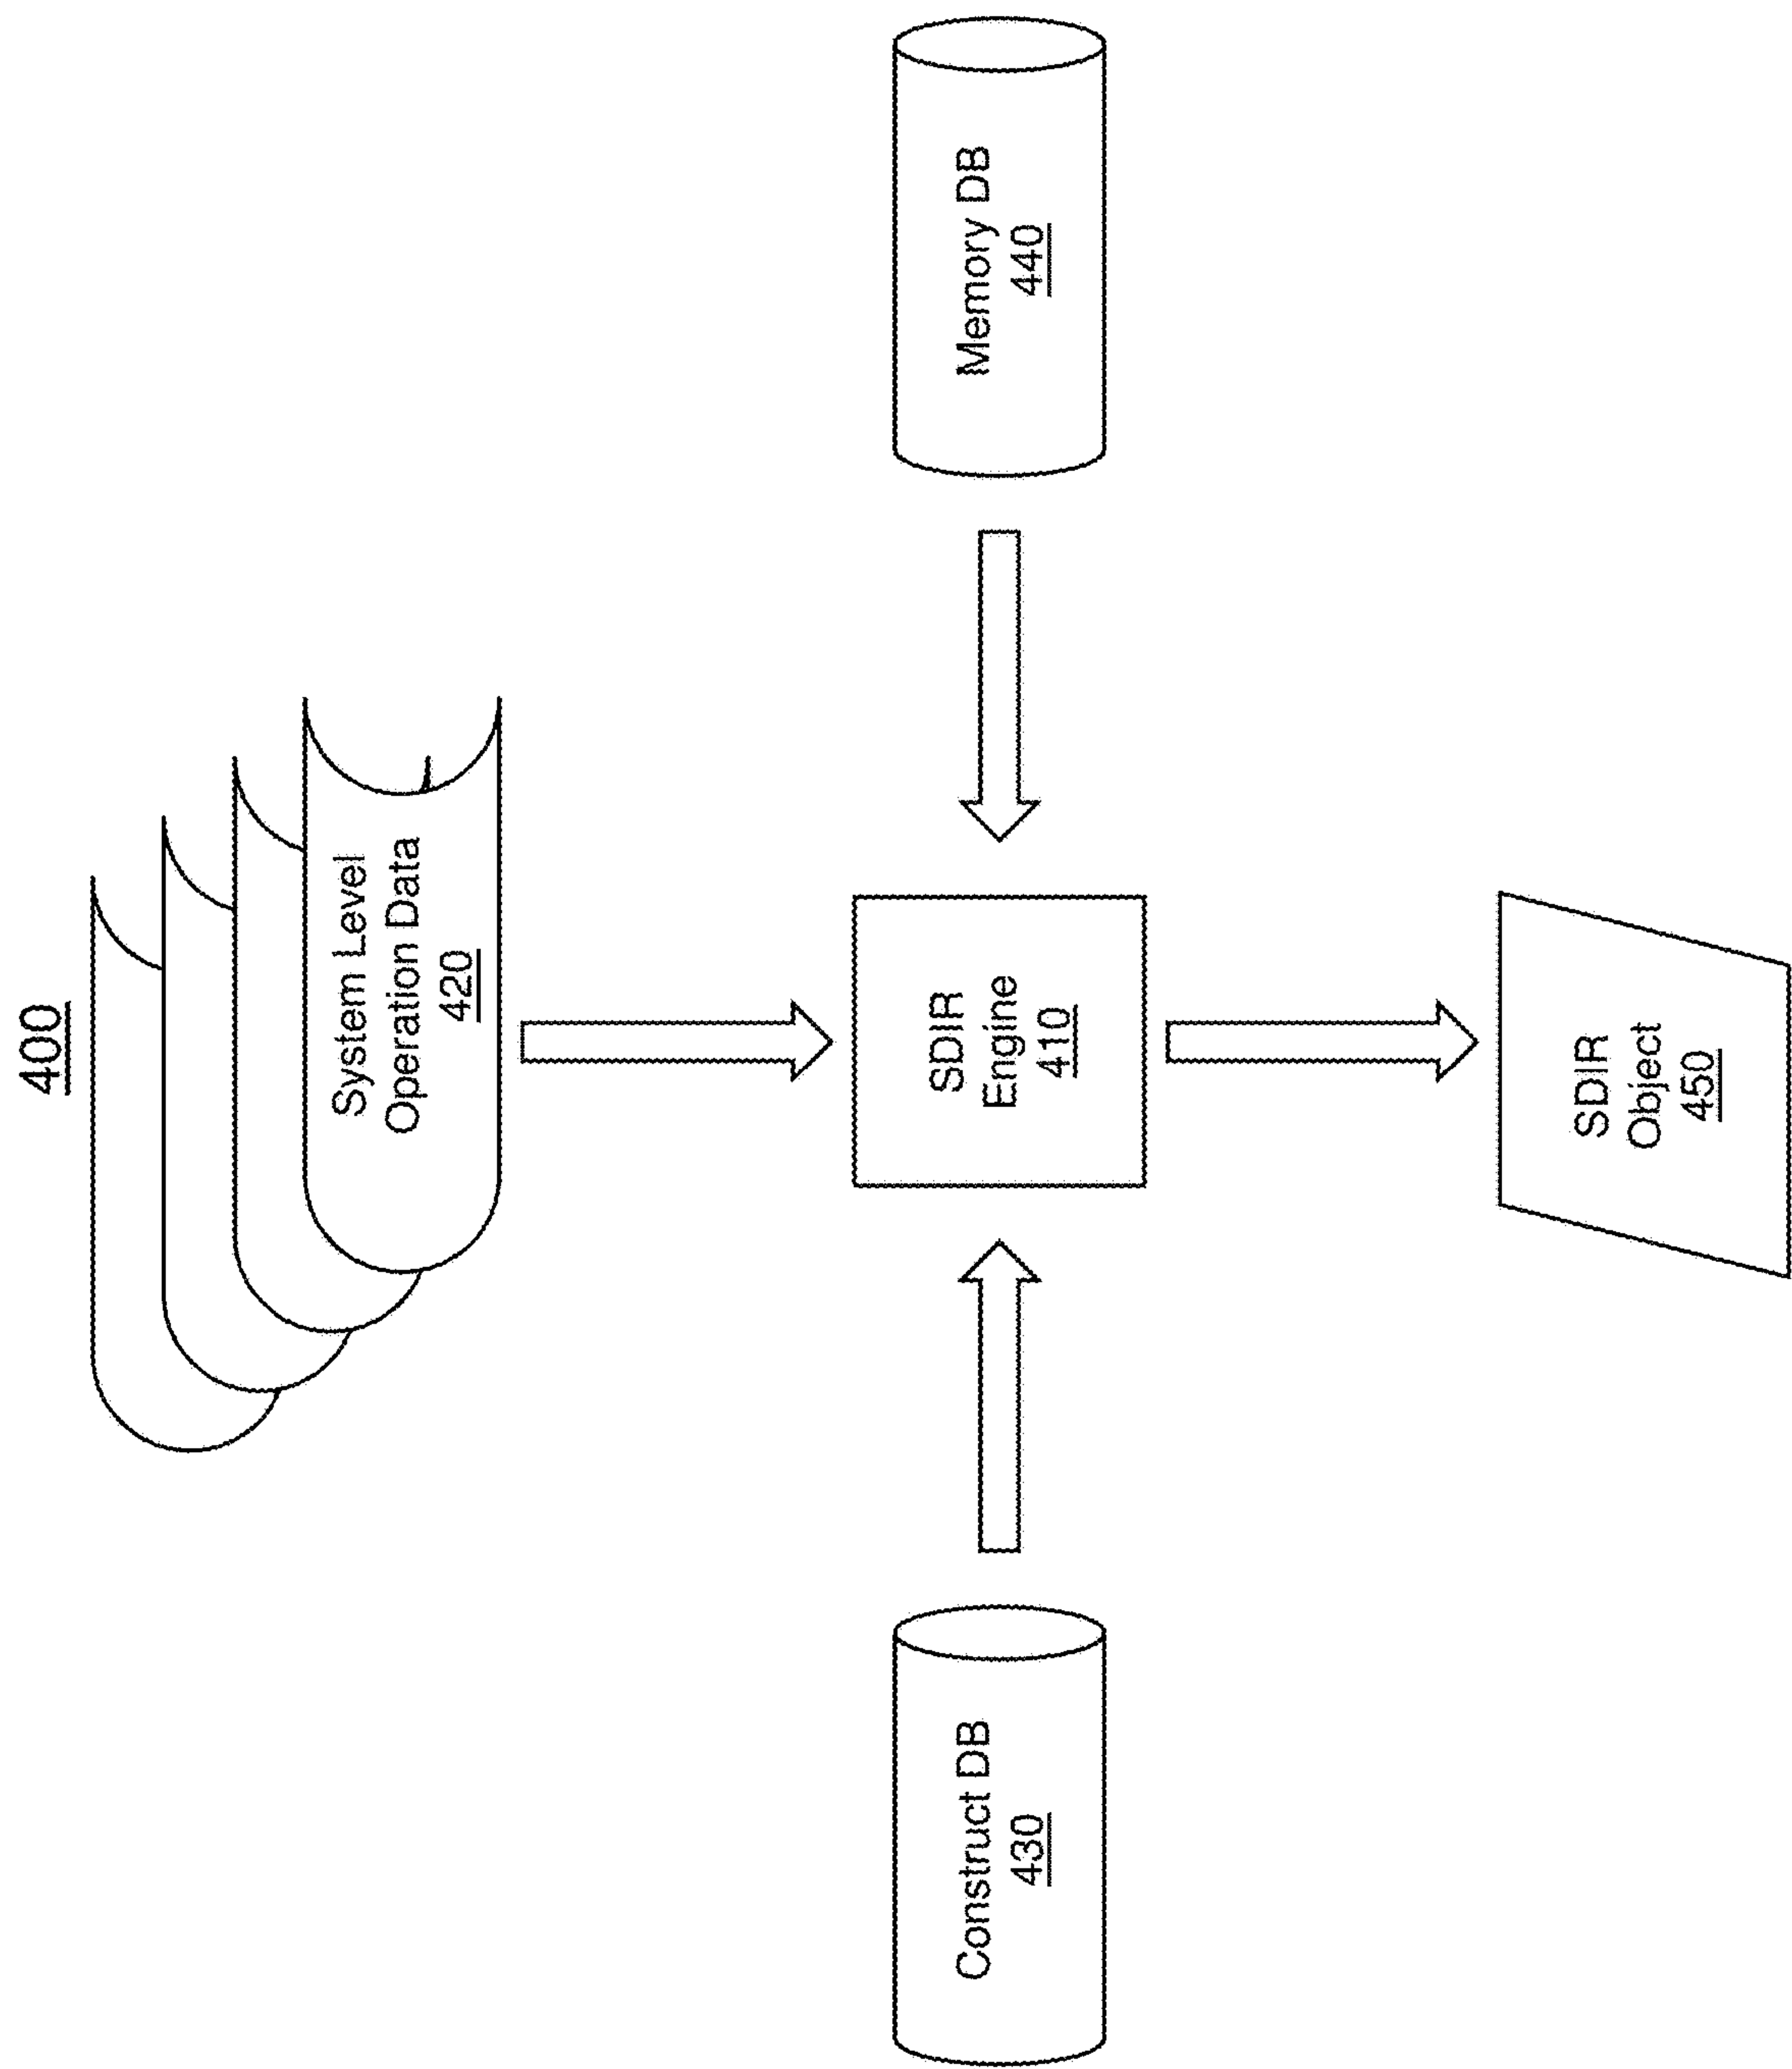 400
System Level
Operation Data
420
Construct DB
430
SDIR
Engine
410
Memory DB
440
SDIR
Object
450